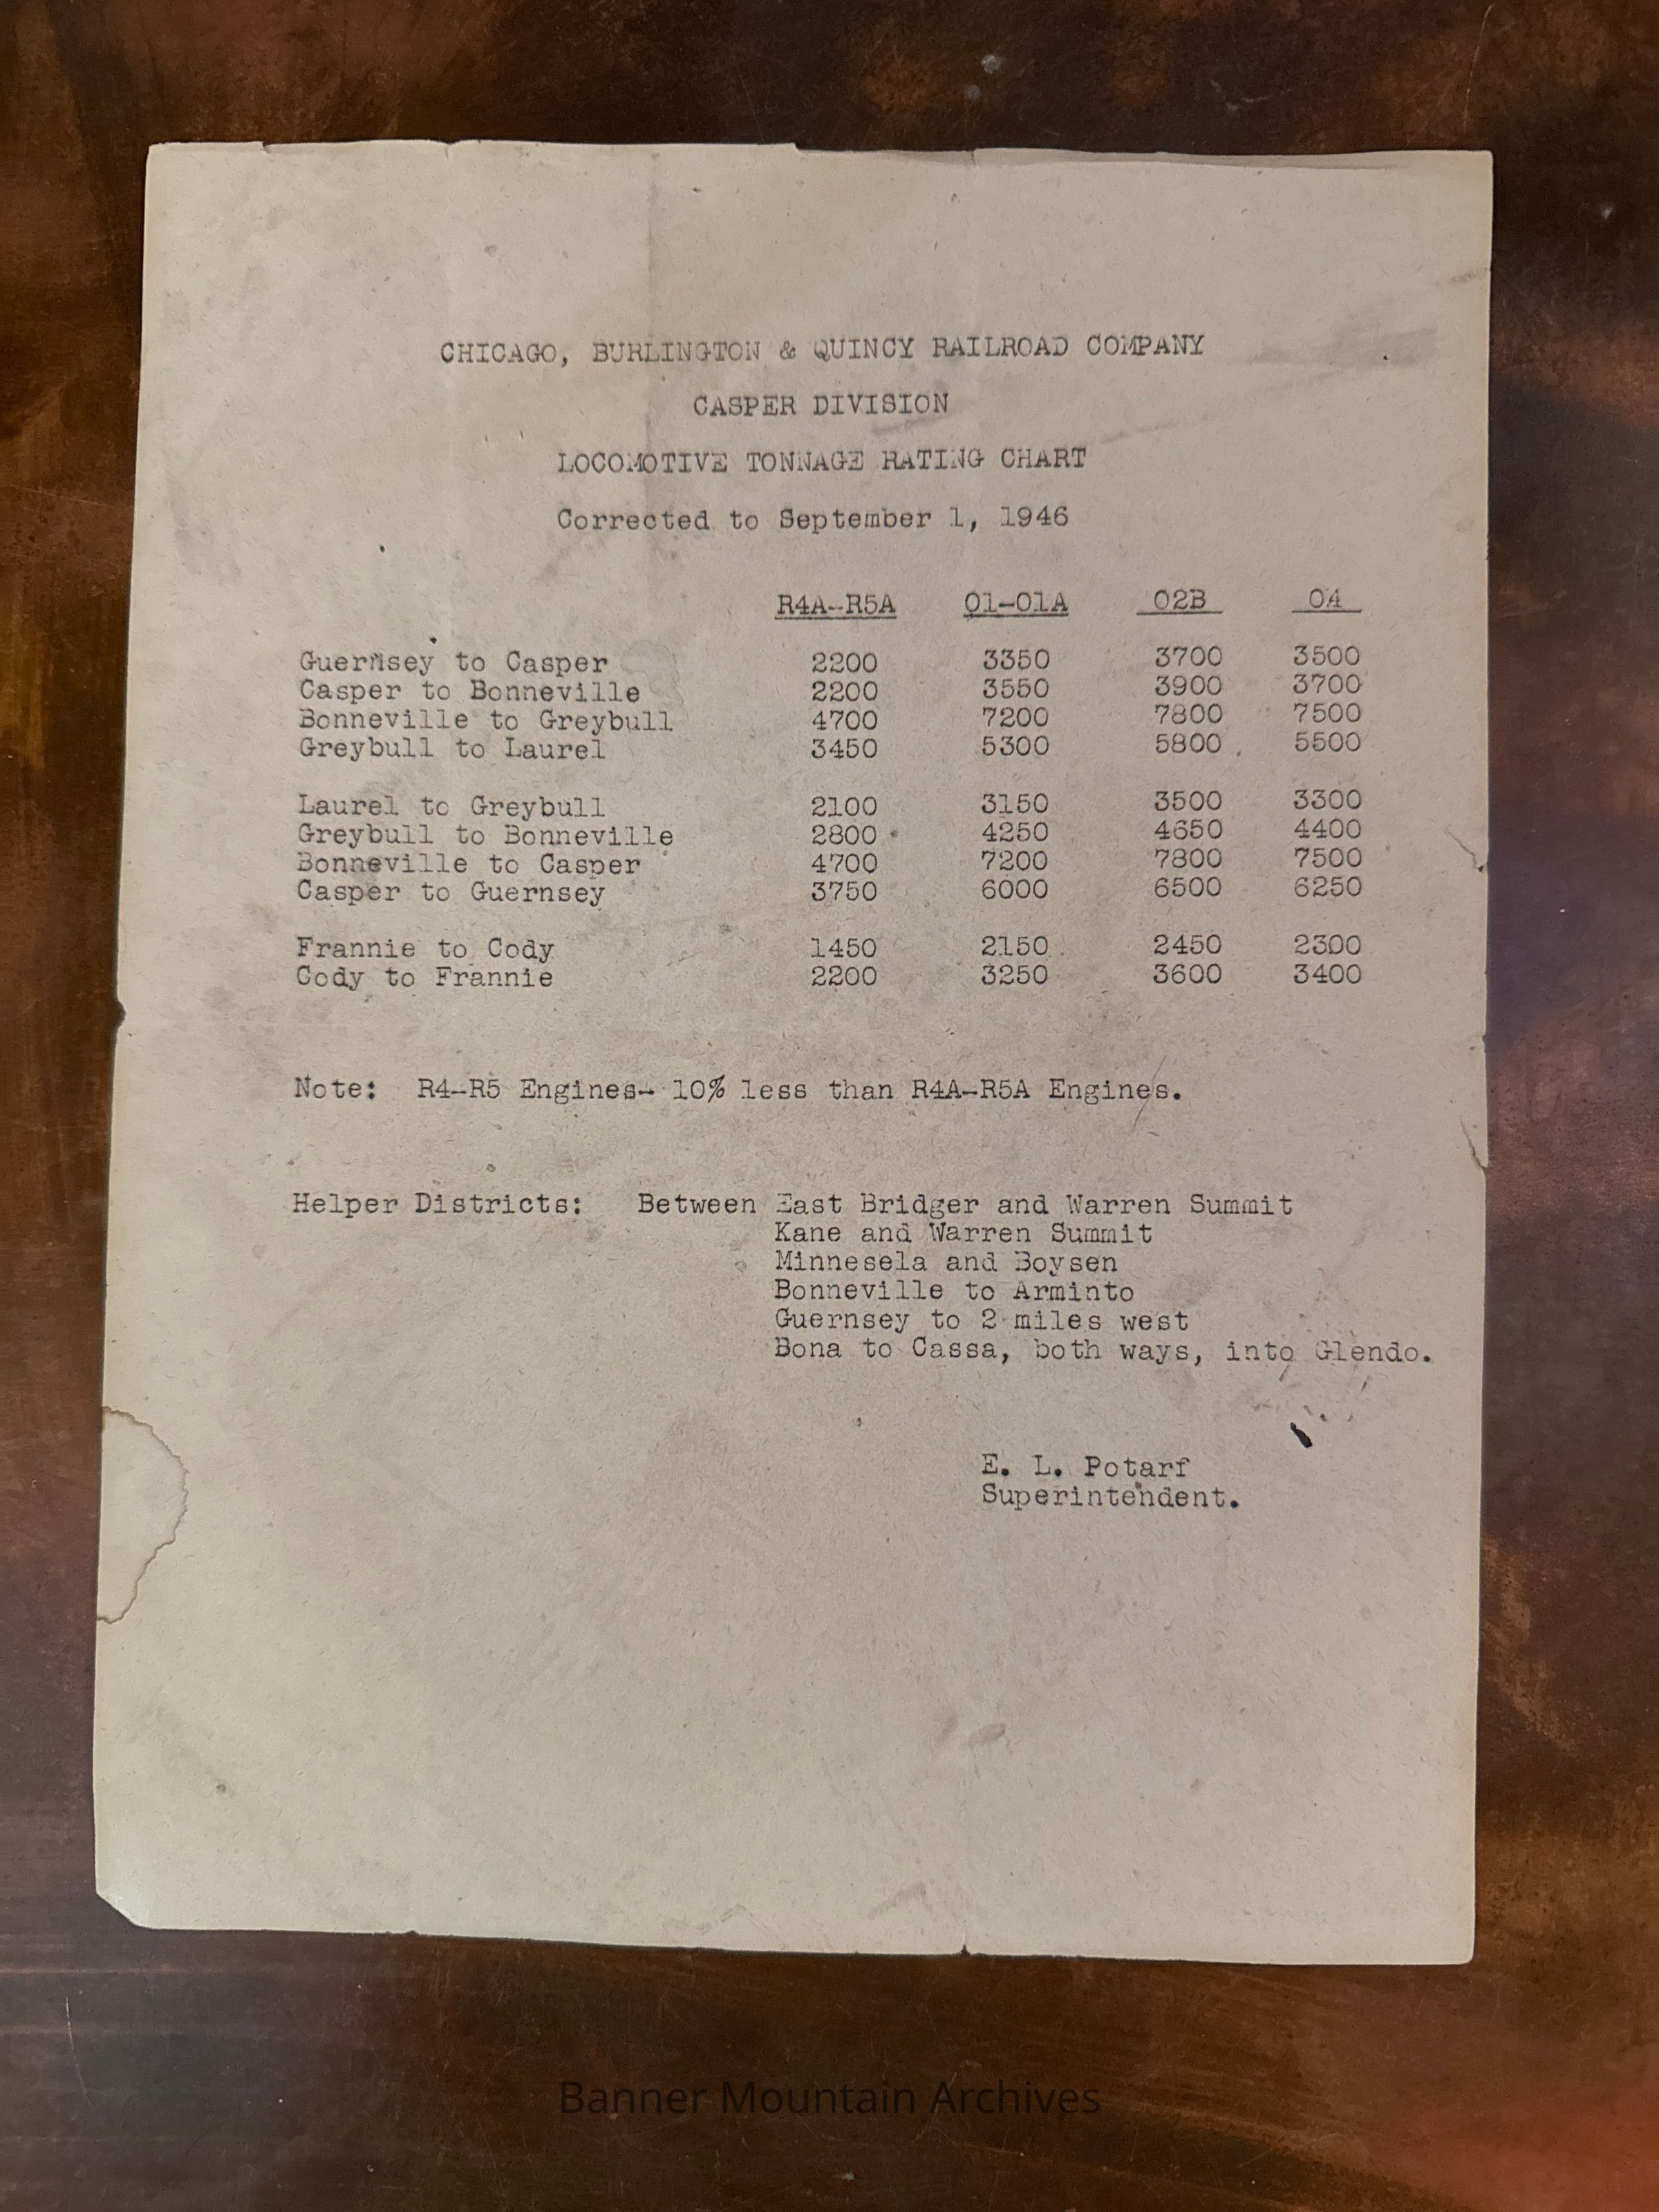 CHICAGO, BURLINGTON & QUINCY RAILROAD COMPANY
CASPER DIVISION
LOCOMOTIVE TONNAGE RATING CHART
Corrected to September 1, 1946
R4A-R5A 01-01A 02B 04
Guernsey to Casper 2200 3350 3700 3500
Casper to Bonneville 2200 3550 3900 3700
Bonneville to Greybull 4700 7200 7800 7500
Greybull to Laurel 3450 5300 5800 5500
Laurel to Greybull 2100 3150 3500 3300
Greybull to Bonneville 2800 4250 4650 4400
Bonneville to Casper 4700 7200 7800 7500
Casper to Guernsey 3750 6000 6500 6250
Frannie to Cody 1450 2150 2450 2300
Cody to Frannie 2200 3250 3600 3400
Note: R4-R5 Engines- 10% less than R4A-R5A Engines.
Helper Districts: Between East Bridger and Warren Summit
Kane and Warren Summit
Minnesela and Boysen
Bonneville to Arminto
Guernsey to 2 miles west
Bona to Cassa, both ways, into Glendo.
E. L. Potarf
Superintendent.
Banner Mountain Archives